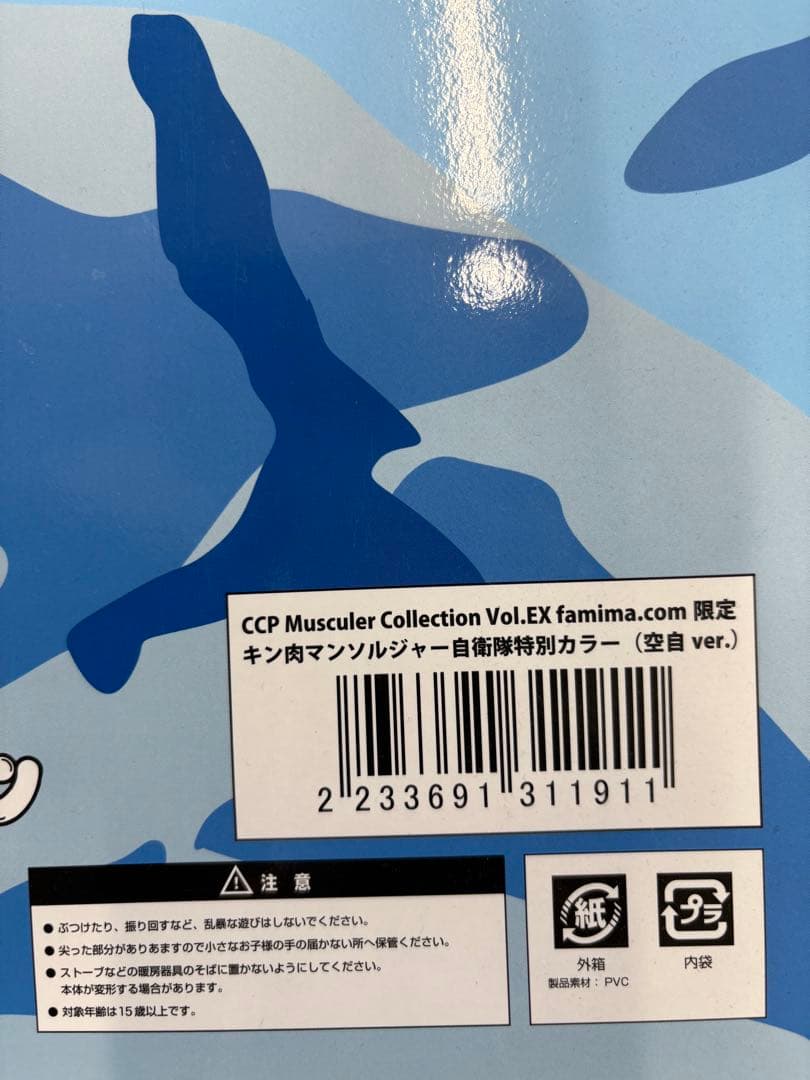 CCP Musculer Collection Vol.EX famima.com 限定
キン肉マンソルジャー自衛隊特別カラー（空自 ver.）
2 233691 311911
注 意
● ぶつけたり、振り回すなど、乱暴な遊びはしないでください。
● 尖った部分がありあますので小さなお子様の手の届かない所へ保管ください。
● ストーブなどの暖房器具のそばに置かないようにしてください。
本体が変形する場合があります。
● 対象年齢は15歳以上です。
紙
プラ
外箱
内袋
製品素材： PVC